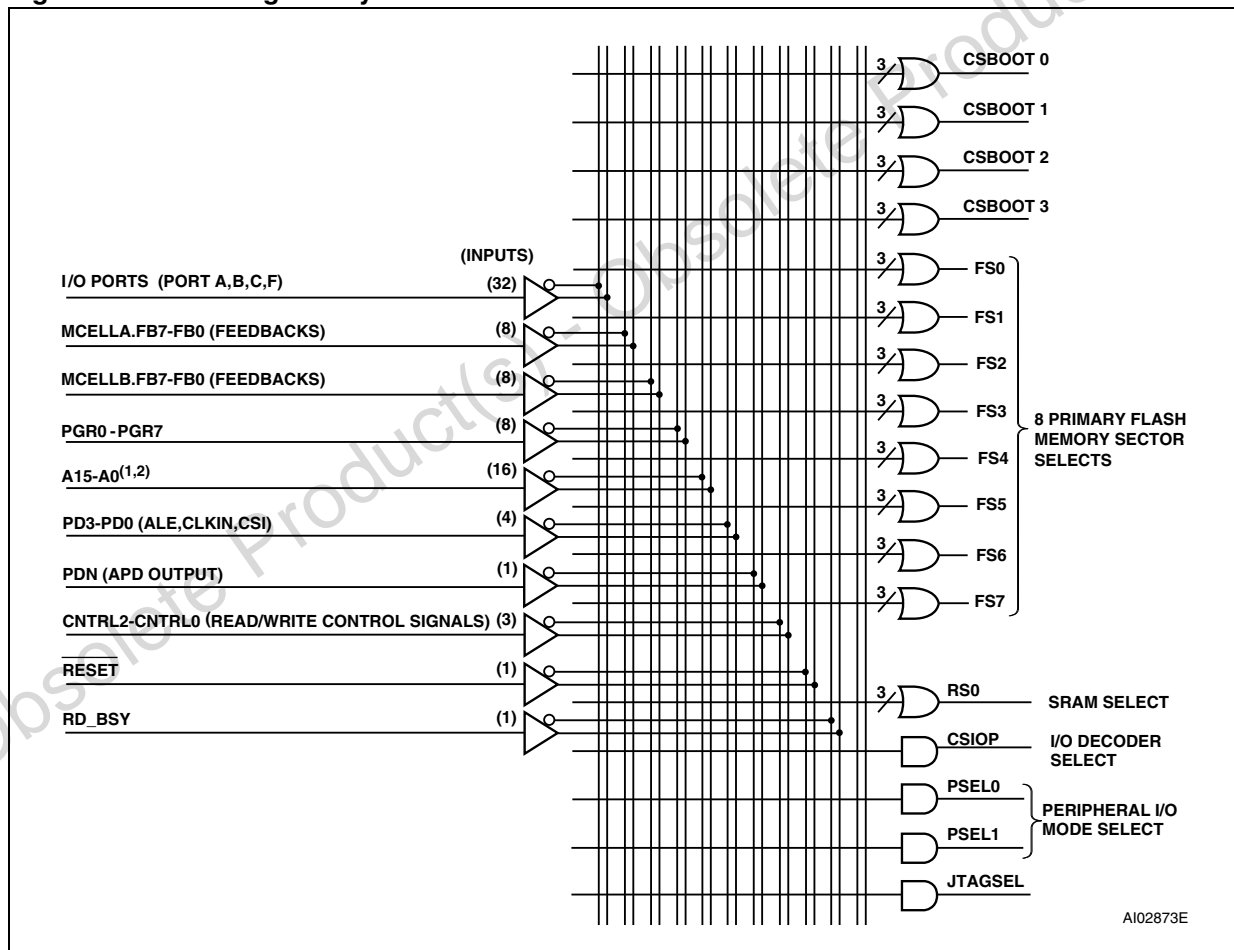 CSBOOT 0
3
CSBOOT 1
3
CSBOOT 2
3
CSBOOT 3
3
(INPUTS)
I/O PORTS (PORT A,B,C,F)
(32)
MCELLA.FB7-FB0 (FEEDBACKS)
(8)
MCELLB.FB7-FB0 (FEEDBACKS)
(8)
PGR0 -PGR7
(8)
A15-A0(1,2)
(16)
PD3-PD0 (ALE,CLKIN,CSI)
(4)
PDN (APD OUTPUT)
(1)
CNTRL2-CNTRL0 (READ/WRITE CONTROL SIGNALS) (3)
RESET
(1)
RD_BSY
(1)
3
FS0
3
FS1
3
FS2
3
FS3
3
FS4
3
FS5
3
FS6
3
FS7
8 PRIMARY FLASH
MEMORY SECTOR
SELECTS
3
RS0
SRAM SELECT
CSIOP
I/O DECODER
SELECT
PSEL0
PSEL1
PERIPHERAL I/O
MODE SELECT
JTAGSEL
AI02873E
Obsolete Product(s) - Obsolete Product